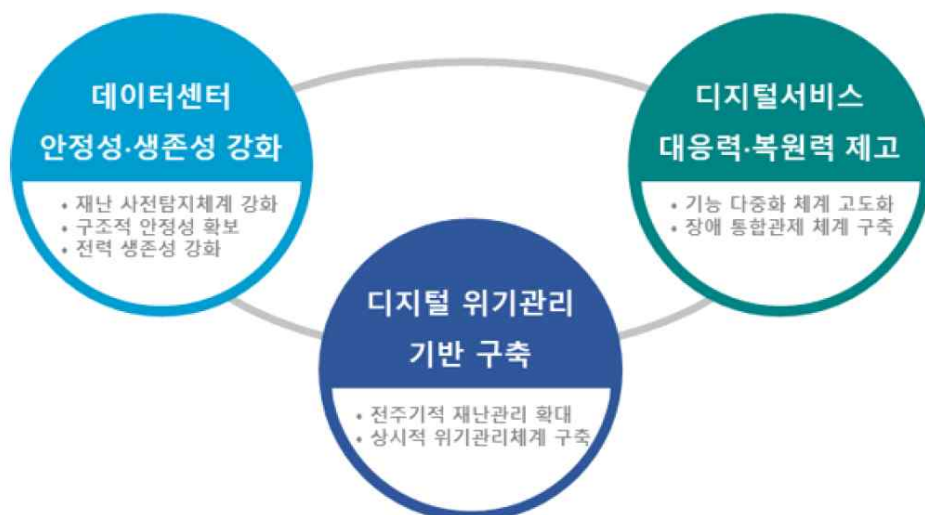 데이터센터
안정성·생존성 강화
• 재난 사전탐지체계 강화
• 구조적 안정성 확보
• 전력 생존성 강화
디지털서비스
대응력·복원력 제고
• 기능 다중화 체계 고도화
• 장애 통합관제 체계 구축
디지털 위기관리
기반 구축
• 전주기적 재난관리 확대
• 상시적 위기관리체계 구축